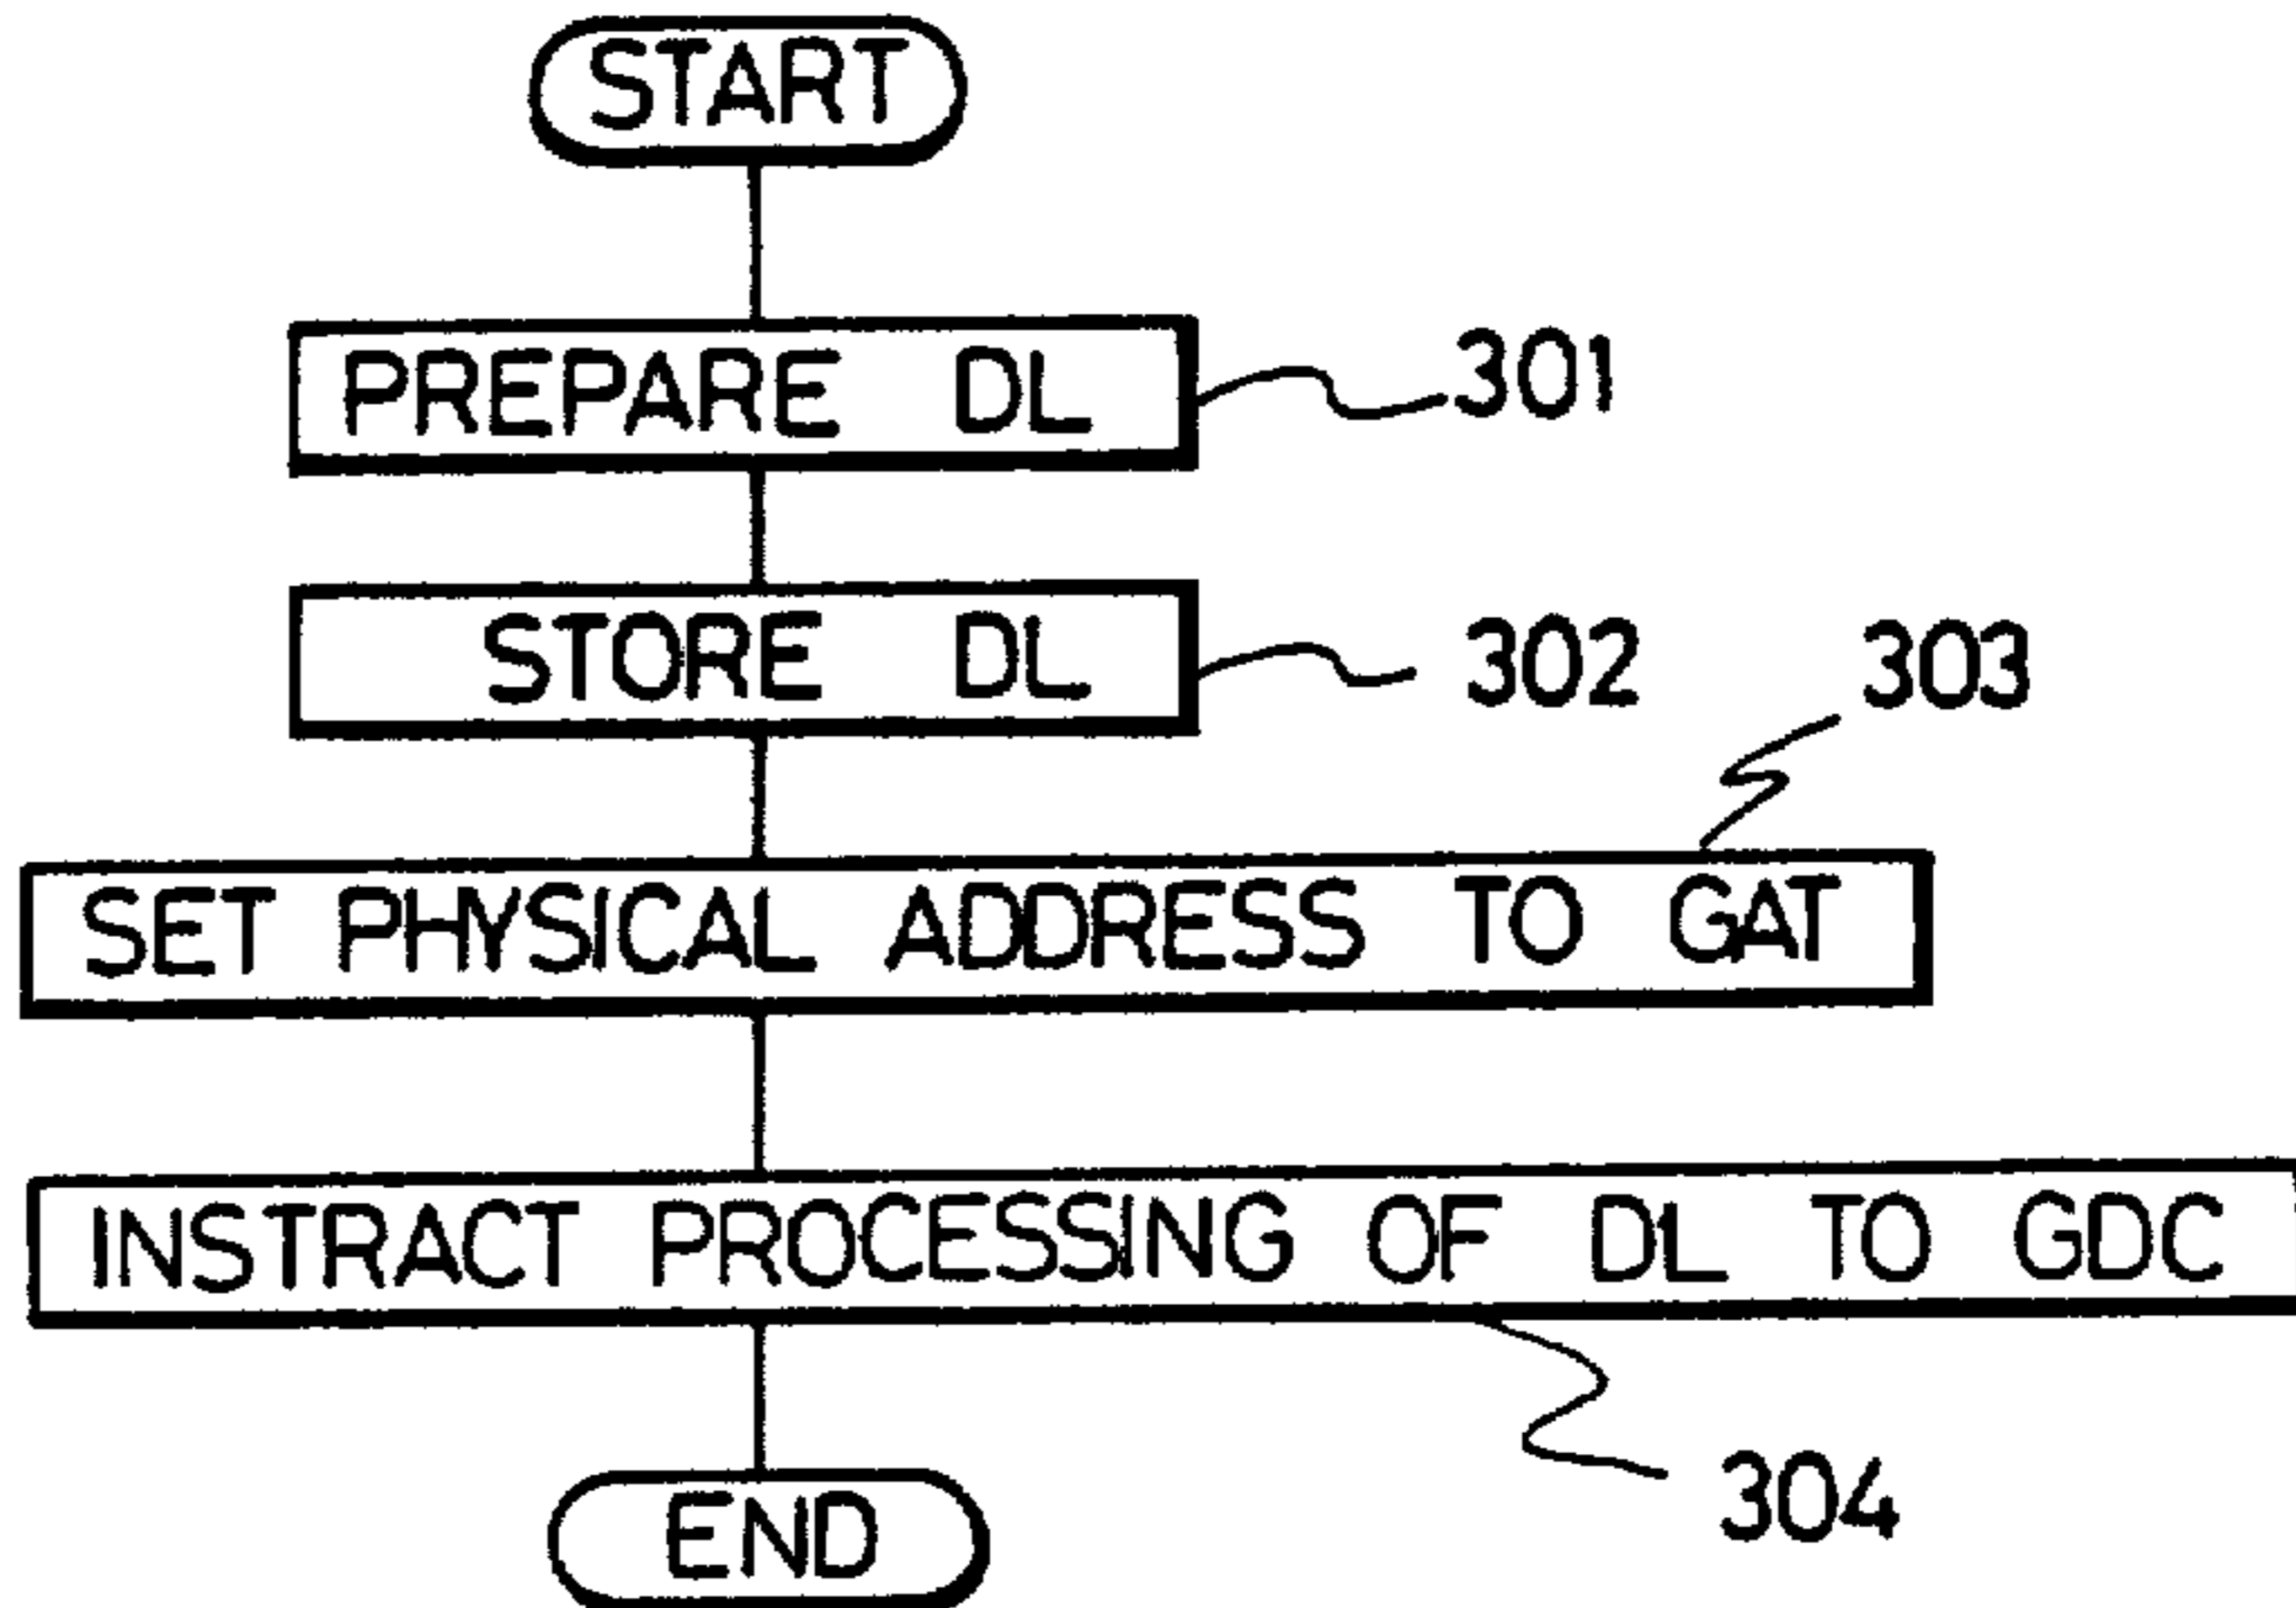 START
PREPARE DL
301
STORE DL
302
303
SET PHYSICAL ADDRESS TO GAT
INSTRACT PROCESSING OF DL TO GDC
304
END